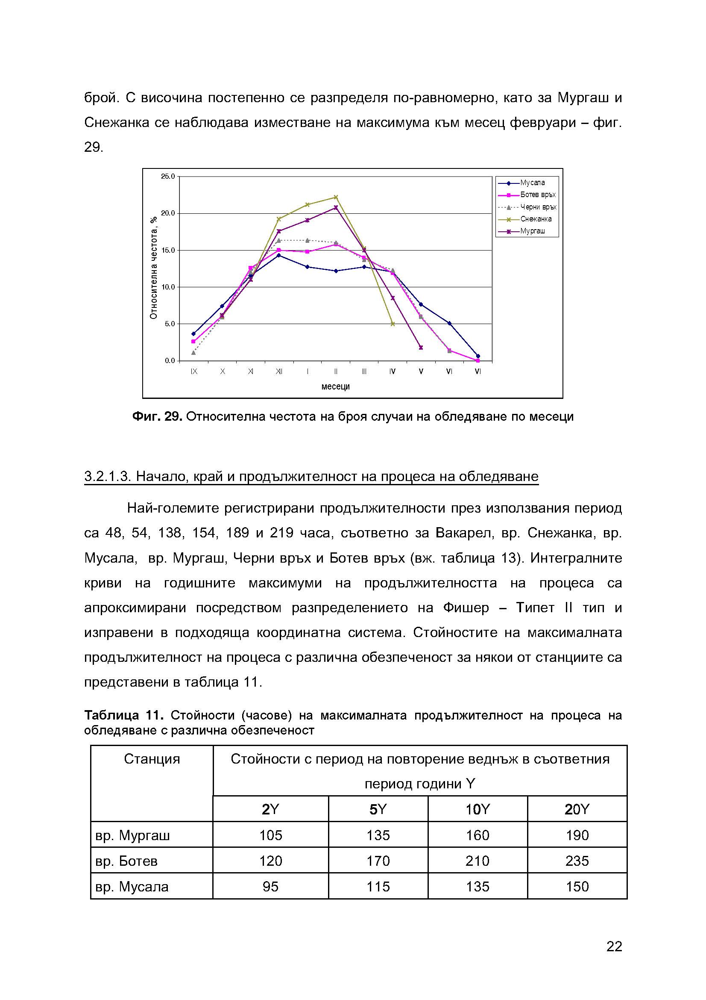 брой. С височина постепенно се разпределя по-равномерно, като за Мургаш и
Снежанка се наблюдава изместване на максимума към месец февруари – фиг.
29.
25.0
20.0
15.0
10.0
5.0
0.0
Относителна честота, %
IX X XI XII I II III IV V VI VI
месеци
Мусала
Ботев връх
Черни връх
Снежанка
Мургаш
Фиг. 29. Относителна честота на броя случаи на обледяване по месеци
3.2.1.3. Начало, край и продължителност на процеса на обледяване
Най-големите регистрирани продължителности през използвания период
са 48, 54, 138, 154, 189 и 219 часа, съответно за Вакарел, вр. Снежанка, вр.
Мусала, вр. Мургаш, Черни връх и Ботев връх (вж. таблица 13). Интегралните
криви на годишните максимуми на продължителността на процеса са
апроксимирани посредством разпределението на Фишер – Типет II тип и
изправени в подходяща координатна система. Стойностите на максималната
продължителност на процеса с различна обезпеченост за някои от станциите са
представени в таблица 11.
Таблица 11. Стойности (часове) на максималната продължителност на процеса на
обледяване с различна обезпеченост
Станция Стойности с период на повторение веднъж в съответния
период години Y
2Y 5Y 10Y 20Y
вр. Мургаш 105 135 160 190
вр. Ботев 120 170 210 235
вр. Мусала 95 115 135 150
22